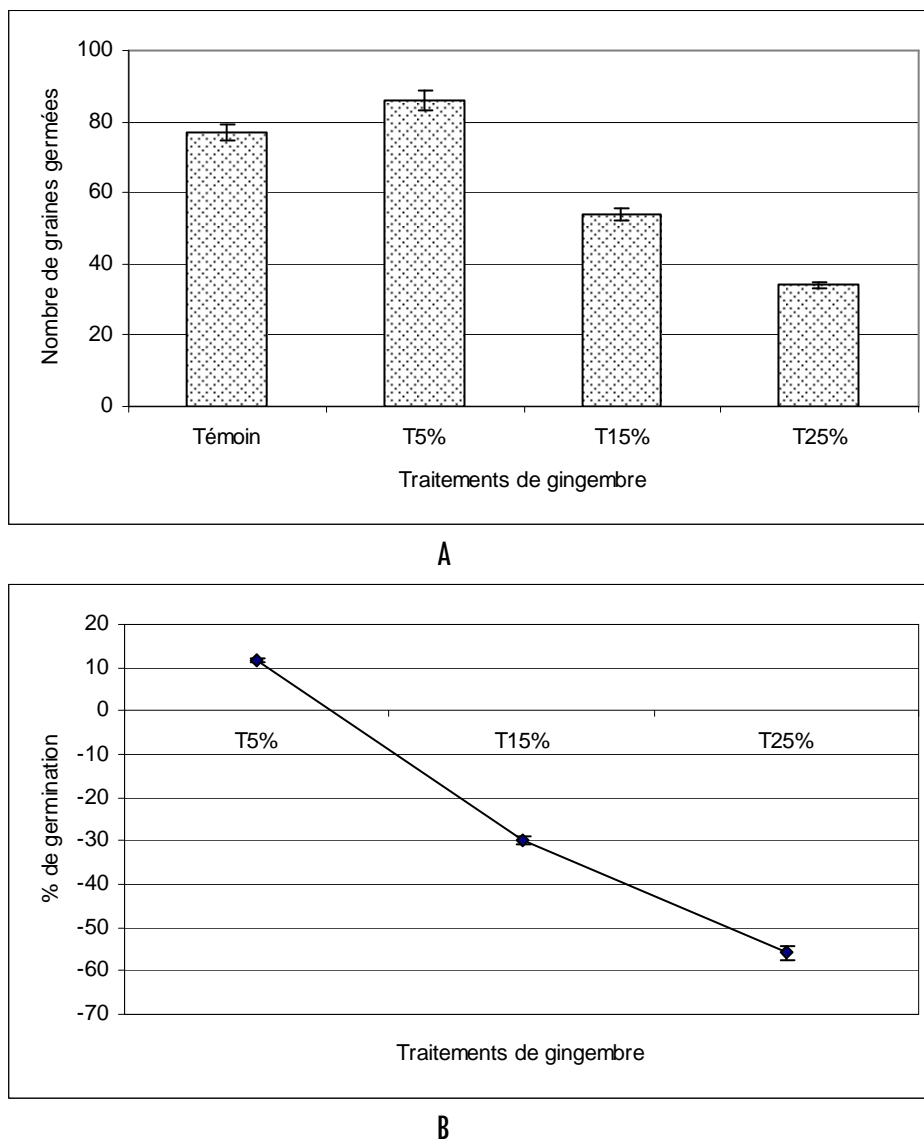 Nombre de graines germées
100
80
60
40
20
0
Témoin T5% T15% T25%
Traitements de gingembre
A
% de germination
20
10
0
-10
-20
-30
-40
-50
-60
-70
T5% T15% T25%
Traitements de gingembre
B